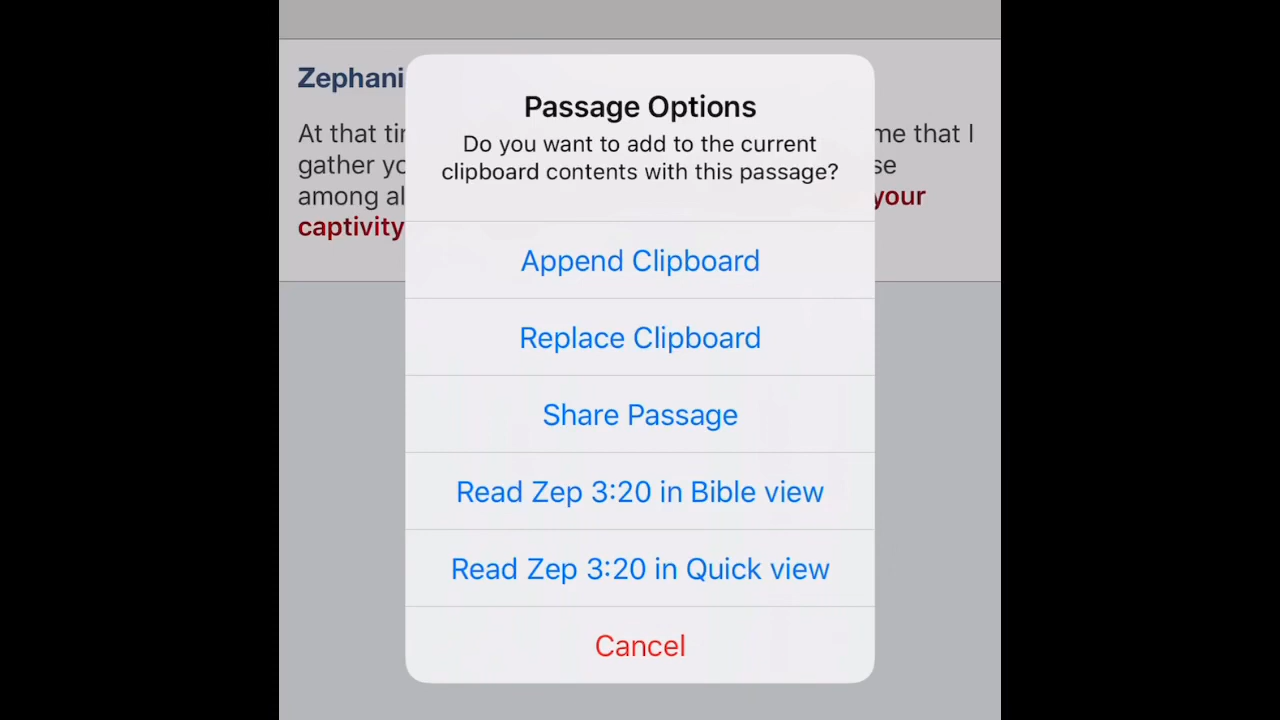 Zephani
At that me that I
gather se
among al your
captivity
Passage Options
Do you want to add to the current
clipboard contents with this passage?
Append Clipboard
Replace Clipboard
Share Passage
Read Zep 3:20 in Bible view
Read Zep 3:20 in Quick view
Cancel